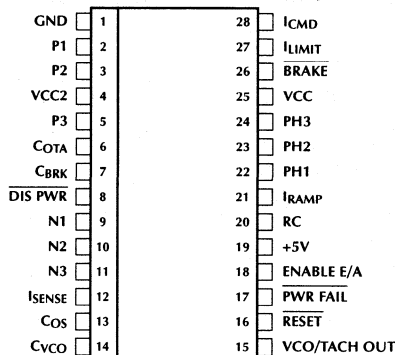 GND 1 28 ICMD
P1 2 27 ILIMIT
P2 3 26 BRAKE
VCC2 4 25 VCC
P3 5 24 PH3
COTA 6 23 PH2
CBRK 7 22 PH1
DIS PWR 8 21 IRAMP
N1 9 20 RC
N2 10 19 +5V
N3 11 18 ENABLE E/A
ISENSE 12 17 PWR FAIL
COS 13 16 RESET
CVCO 14 15 VCO/TACH OUT